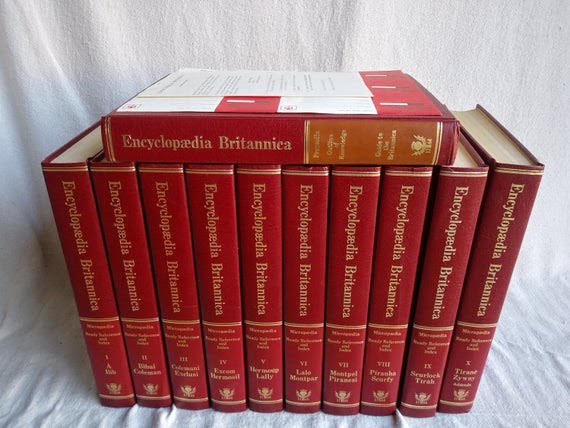 Encyclopædia Britannica
Propædia
Outline of
Knowledge
Guide to
the
Britannica
Encyclopædia Britannica
Micropædia
Ready Reference
and
Index
I
A
Bib
Encyclopædia Britannica
Micropædia
Ready Reference
and
Index
II
Bibai
Coleman
Encyclopædia Britannica
Micropædia
Ready Reference
and
Index
III
Colemani
Exclusi
Encyclopædia Britannica
Micropædia
Ready Reference
and
Index
IV
Excom
Hermosil
Encyclopædia Britannica
Micropædia
Ready Reference
and
Index
V
Hermoup
Lally
Encyclopædia Britannica
Micropædia
Ready Reference
and
Index
VI
Lalo
Montpar
Encyclopædia Britannica
Micropædia
Ready Reference
and
Index
VII
Montpel
Piranesi
Encyclopædia Britannica
Micropædia
Ready Reference
and
Index
VIII
Piranha
Scurfy
Encyclopædia Britannica
Micropædia
Ready Reference
and
Index
IX
Scurlock
Tirah
Encyclopædia Britannica
Micropædia
Ready Reference
and
Index
X
Tirane
Zywny
Addenda